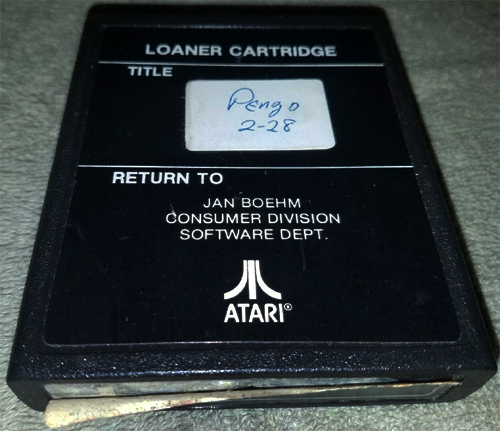 LOANER CARTRIDGE
TITLE
Pengo
2-28
RETURN TO
JAN BOEHM
CONSUMER DIVISION
SOFTWARE DEPT.
ATARI®